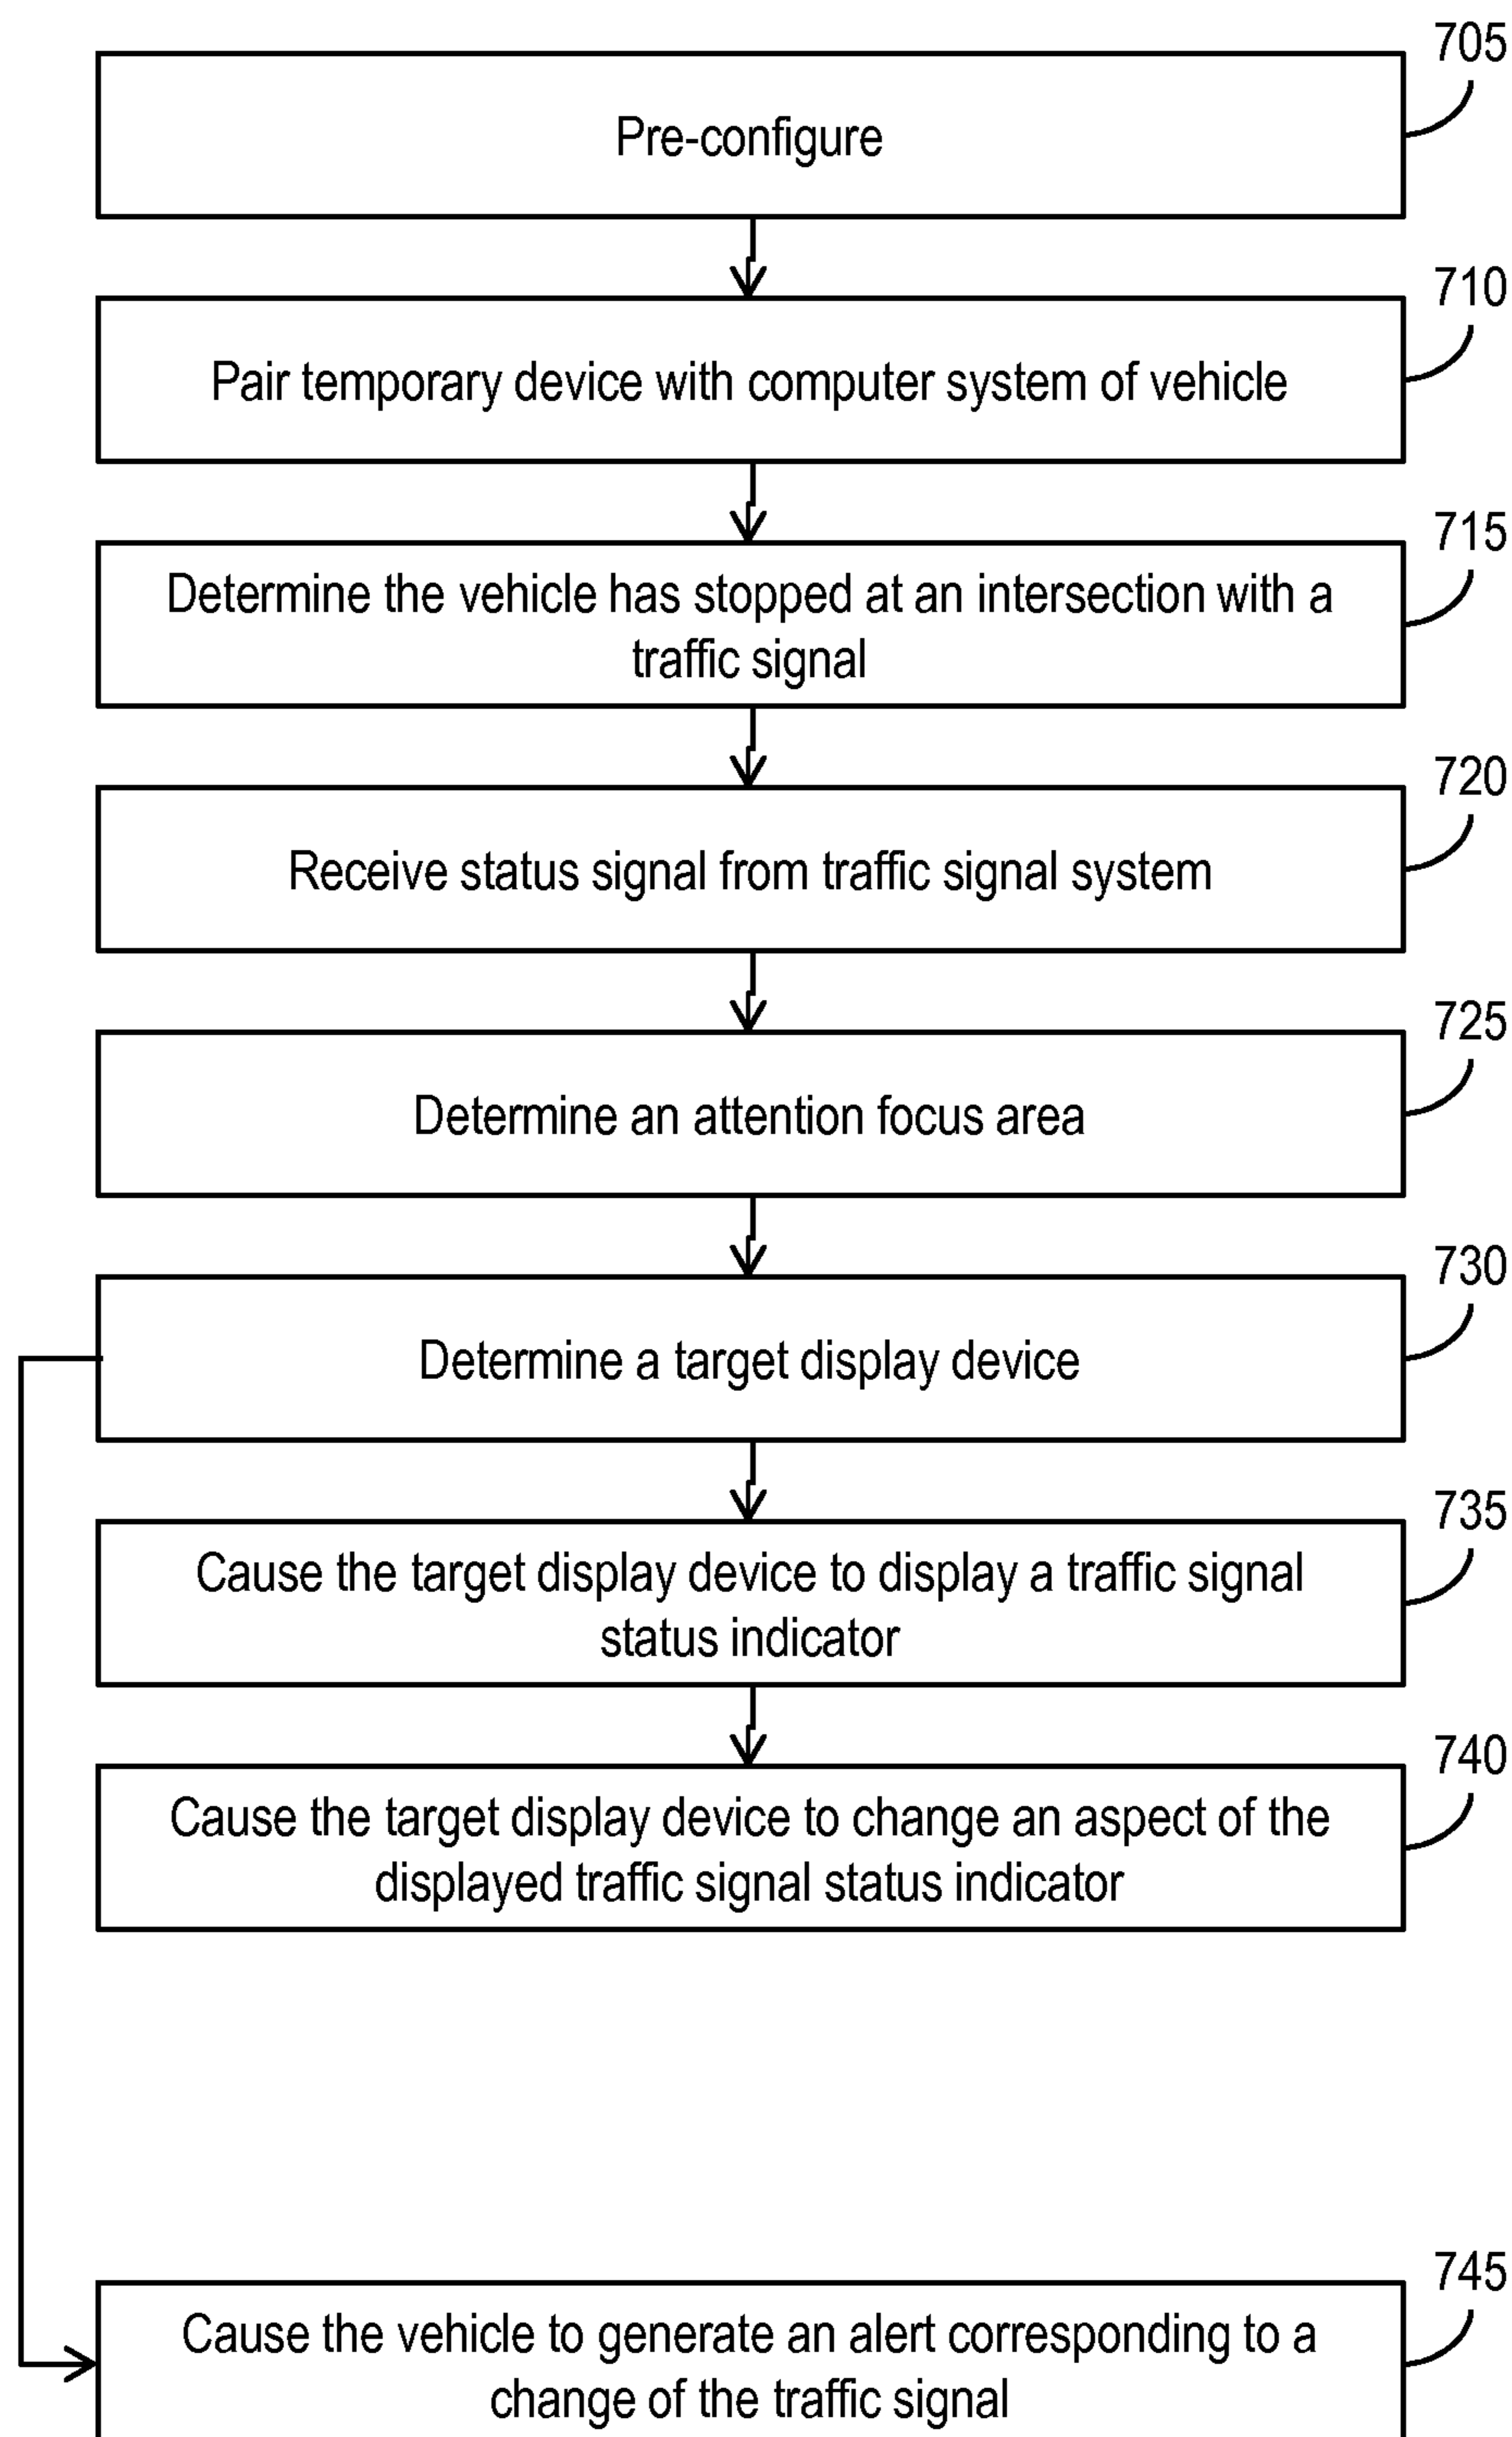 705
Pre-configure
710
Pair temporary device with computer system of vehicle
715
Determine the vehicle has stopped at an intersection with a
traffic signal
720
Receive status signal from traffic signal system
725
Determine an attention focus area
730
Determine a target display device
735
Cause the target display device to display a traffic signal
status indicator
740
Cause the target display device to change an aspect of the
displayed traffic signal status indicator
745
Cause the vehicle to generate an alert corresponding to a
change of the traffic signal